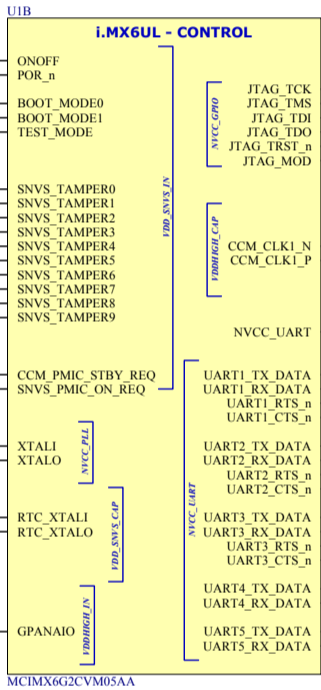 U1B
i.MX6UL - CONTROL
ONOFF
POR_n
BOOT_MODE0
BOOT_MODE1
TEST_MODE
SNVS_TAMPER0
SNVS_TAMPER1
SNVS_TAMPER2
SNVS_TAMPER3
SNVS_TAMPER4
SNVS_TAMPER5
SNVS_TAMPER6
SNVS_TAMPER7
SNVS_TAMPER8
SNVS_TAMPER9
CCM_PMIC_STBY_REQ
SNVS_PMIC_ON_REQ
VDD_SNVS_IN
XTALI
XTALO
NVCC_PLL
RTC_XTALI
RTC_XTALO
VDD_SNVS_CAP
GPANAIO
VDDHIGH_IN
NVCC_GPIO
JTAG_TCK
JTAG_TMS
JTAG_TDI
JTAG_TDO
JTAG_TRST_n
JTAG_MOD
VDDHIGH_CAP
CCM_CLK1_N
CCM_CLK1_P
NVCC_UART
NVCC_UART
UART1_TX_DATA
UART1_RX_DATA
UART1_RTS_n
UART1_CTS_n
UART2_TX_DATA
UART2_RX_DATA
UART2_RTS_n
UART2_CTS_n
UART3_TX_DATA
UART3_RX_DATA
UART3_RTS_n
UART3_CTS_n
UART4_TX_DATA
UART4_RX_DATA
UART5_TX_DATA
UART5_RX_DATA
MCIMX6G2CVM05AA